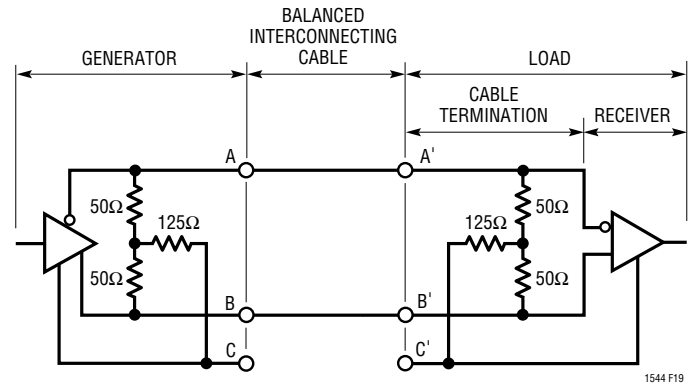 BALANCED
INTERCONNECTING
CABLE
GENERATOR
LOAD
CABLE
TERMINATION
RECEIVER
A
A'
50Ω
125Ω
50Ω
125Ω
50Ω
50Ω
B
B'
C
C'
1544 F19